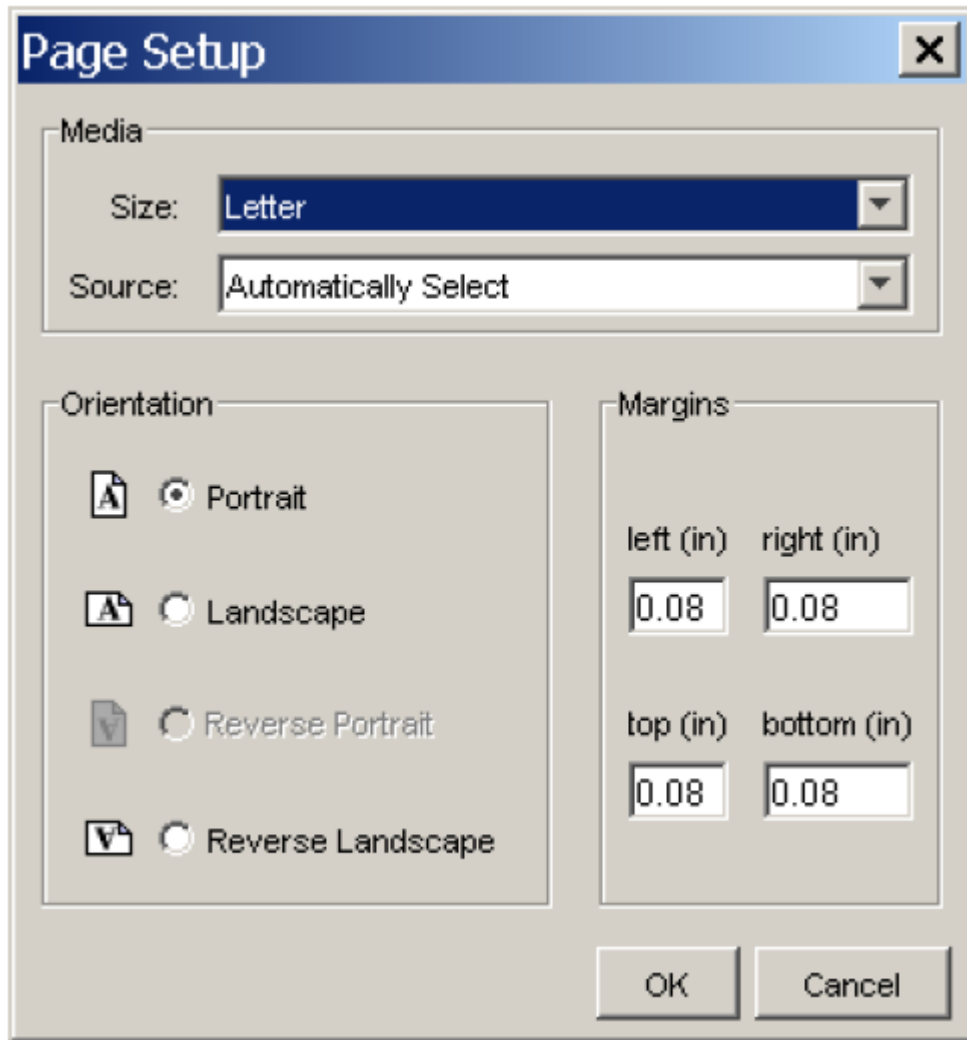 Page Setup
Media
Size: Letter
Source: Automatically Select
Orientation
A Portrait
A Landscape
A Reverse Portrait
A Reverse Landscape
Margins
left (in) right (in)
0.08 0.08
top (in) bottom (in)
0.08 0.08
OK Cancel